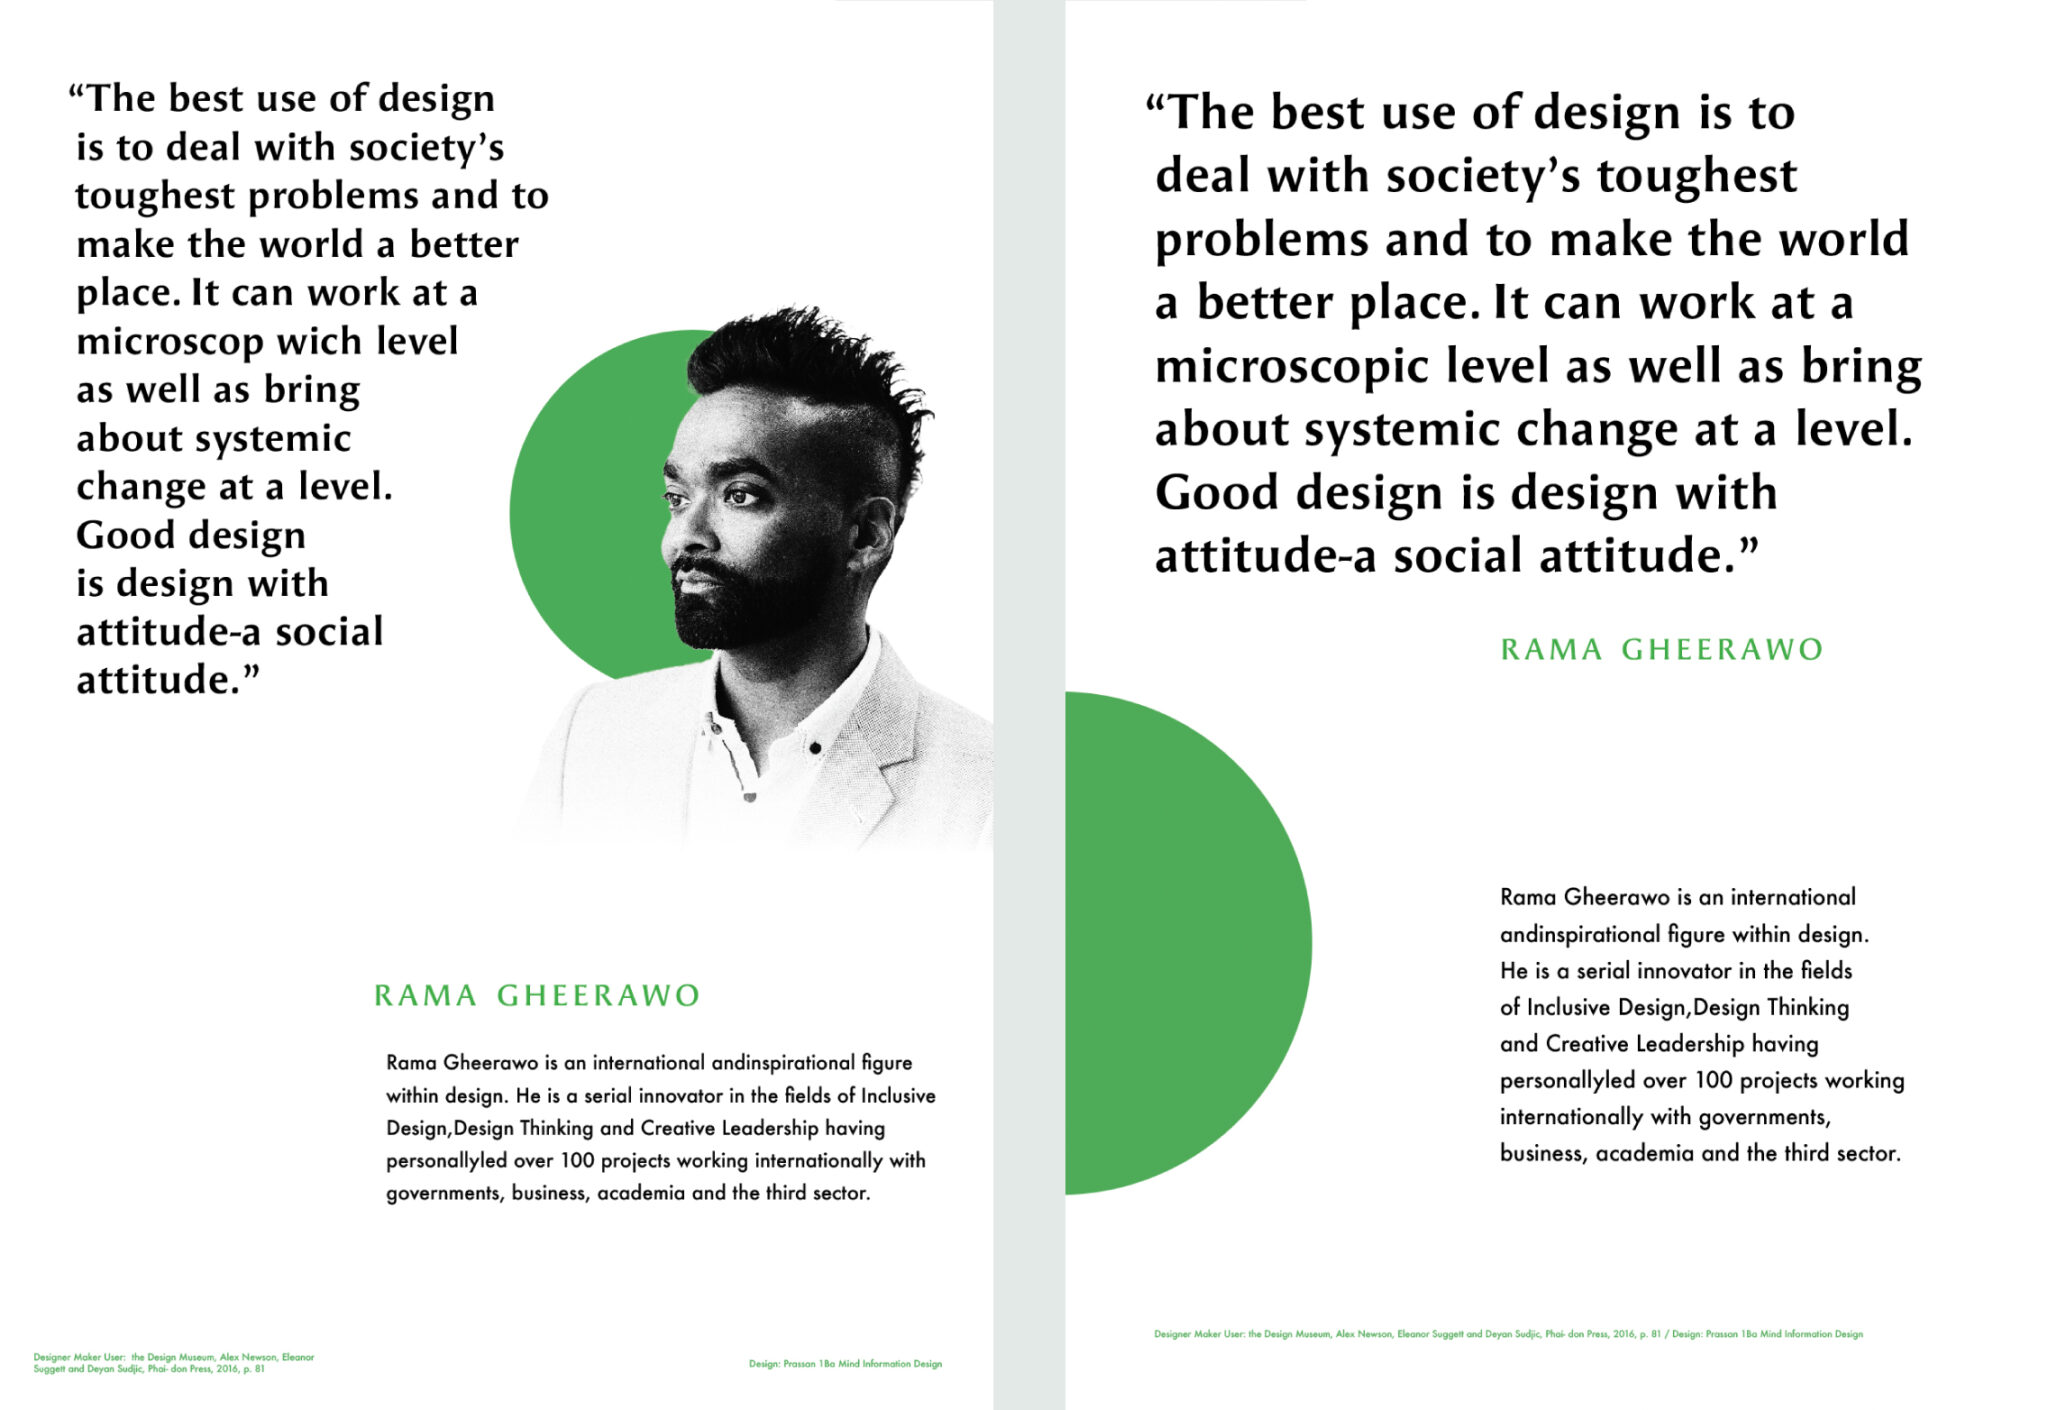 “The best use of design
is to deal with society’s
toughest problems and to
make the world a better
place. It can work at a
microscop wich level
as well as bring
about systemic
change at a level.
Good design
is design with
attitude-a social
attitude.”
RAMA GHEERAWO
Rama Gheerawo is an international andinspirational figure
within design. He is a serial innovator in the fields of Inclusive
Design,Design Thinking and Creative Leadership having
personallyled over 100 projects working internationally with
governments, business, academia and the third sector.
Designer Maker User:  the Design Museum, Alex Newson, Eleanor
Suggett and Deyan Sudjic, Phai- don Press, 2016, p. 81
Design: Prassan 1Ba Mind Information Design
“The best use of design is to
deal with society’s toughest
problems and to make the world
a better place. It can work at a
microscopic level as well as bring
about systemic change at a level.
Good design is design with
attitude-a social attitude.”
RAMA GHEERAWO
Rama Gheerawo is an international
andinspirational figure within design.
He is a serial innovator in the fields
of Inclusive Design,Design Thinking
and Creative Leadership having
personallyled over 100 projects working
internationally with governments,
business, academia and the third sector.
Designer Maker User: the Design Museum, Alex Newson, Eleanor Suggett and Deyan Sudjic, Phai- don Press, 2016, p. 81 / Design: Prassan 1Ba Mind Information Design